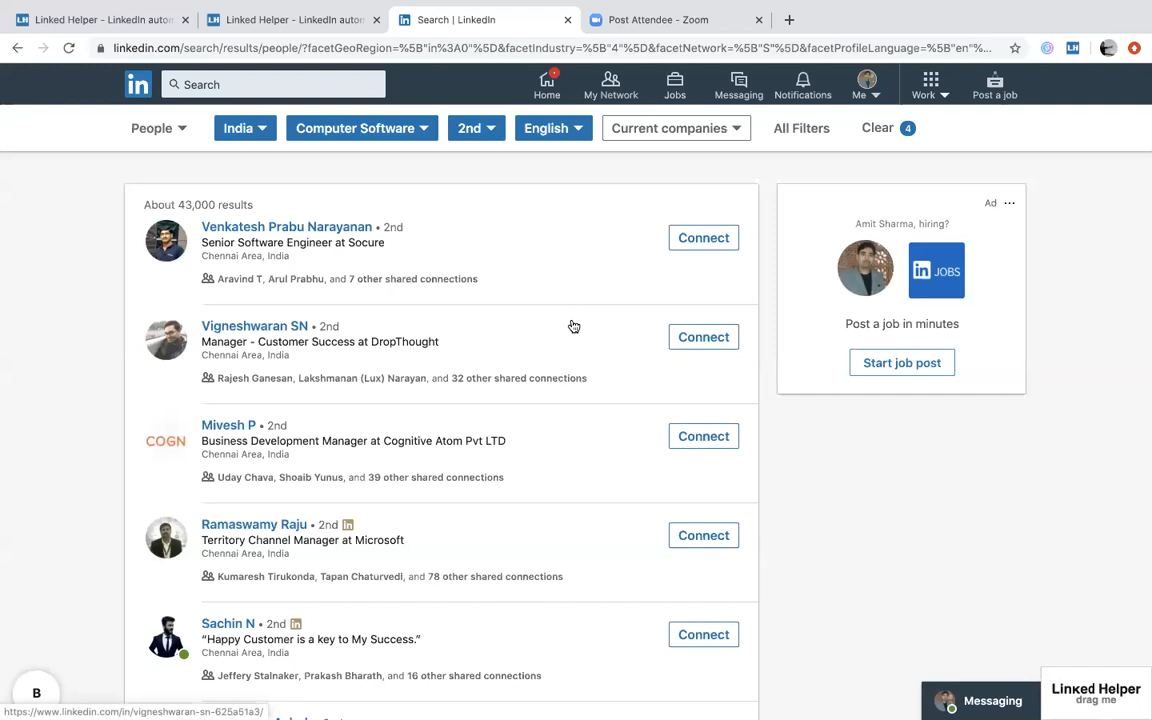 Linked Helper - LinkedIn autom
Linked Helper - LinkedIn autom
Search | LinkedIn
Post Attendee - Zoom
linkedin.com/search/results/people/?facetGeoRegion=%5B"in%3A0"%5D&facetIndustry=%5B"4"%5D&facetNetwork=%5B"S"%5D&facetProfileLanguage=%5B"en"%...
LH
in
Search
Home
My Network
Jobs
Messaging
Notifications
Me
Work
Post a job
People
India
Computer Software
2nd
English
Current companies
All Filters
Clear 4
About 43,000 results
Venkatesh Prabu Narayanan • 2nd
Senior Software Engineer at Socure
Chennai Area, India
Aravind T, Arul Prabhu, and 7 other shared connections
Connect
Vigneshwaran SN • 2nd
Manager - Customer Success at DropThought
Chennai Area, India
Rajesh Ganesan, Lakshmanan (Lux) Narayan, and 32 other shared connections
Connect
COGN
Mivesh P • 2nd
Business Development Manager at Cognitive Atom Pvt LTD
Chennai Area, India
Uday Chava, Shoaib Yunus, and 39 other shared connections
Connect
Ramaswamy Raju • 2nd in
Territory Channel Manager at Microsoft
Chennai Area, India
Kumaresh Tirukonda, Tapan Chaturvedi, and 78 other shared connections
Connect
Sachin N • 2nd in
“Happy Customer is a key to My Success.”
Chennai Area, India
Jeffery Stalnaker, Prakash Bharath, and 16 other shared connections
Connect
Ad ...
Amit Sharma, hiring?
in JOBS
Post a job in minutes
Start job post
B
https://www.linkedin.com/in/vigneshwaran-sn-625a51a3/
Messaging
Linked Helper
drag me